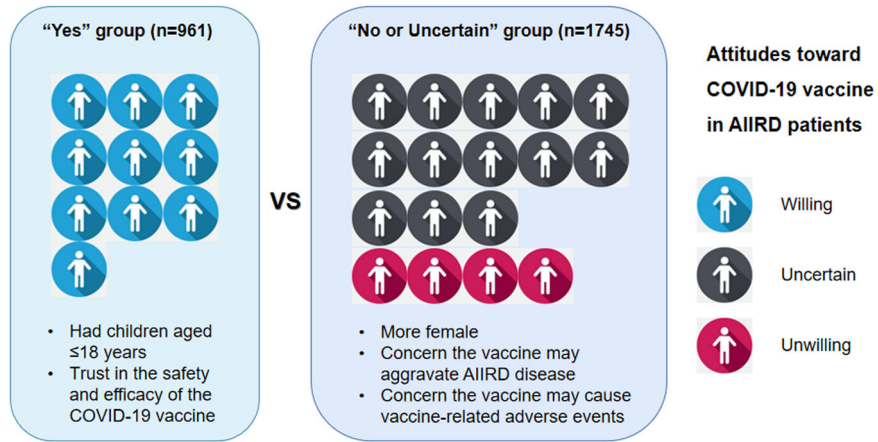 “Yes” group (n=961)
“No or Uncertain” group (n=1745)
Attitudes toward
COVID-19 vaccine
in AIIRD patients
VS
Willing
Uncertain
Unwilling
• Had children aged
≤18 years
• Trust in the safety
and efficacy of the
COVID-19 vaccine
• More female
• Concern the vaccine may
aggravate AIIRD disease
• Concern the vaccine may cause
vaccine-related adverse events